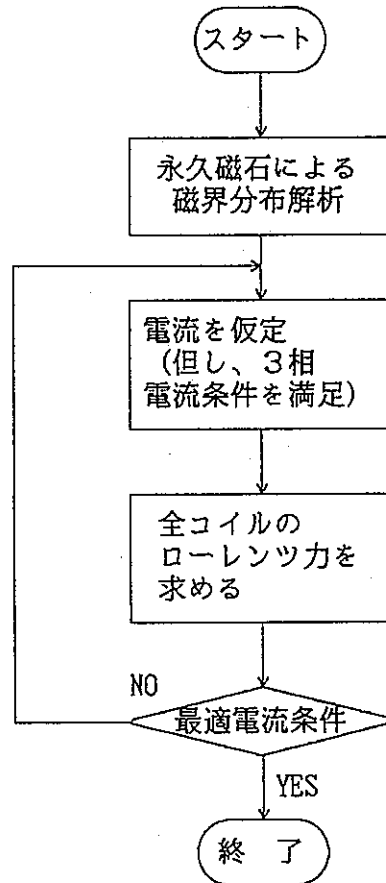 スタート
永久磁石による
磁界分布解析
電流を仮定
(但し、3相
電流条件を満足)
全コイルの
ローレンツ力を
求める
NO
最適電流条件
YES
終 了